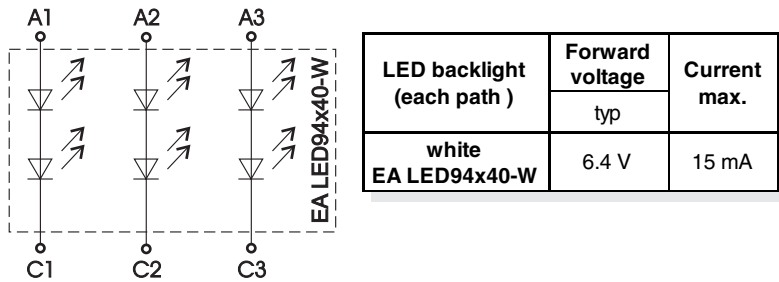 A1 A2 A3
EA LED94x40-W
C1 C2 C3
LED backlight
(each path )
Forward
voltage
typ
Current
max.
white
EA LED94x40-W
6.4 V
15 mA